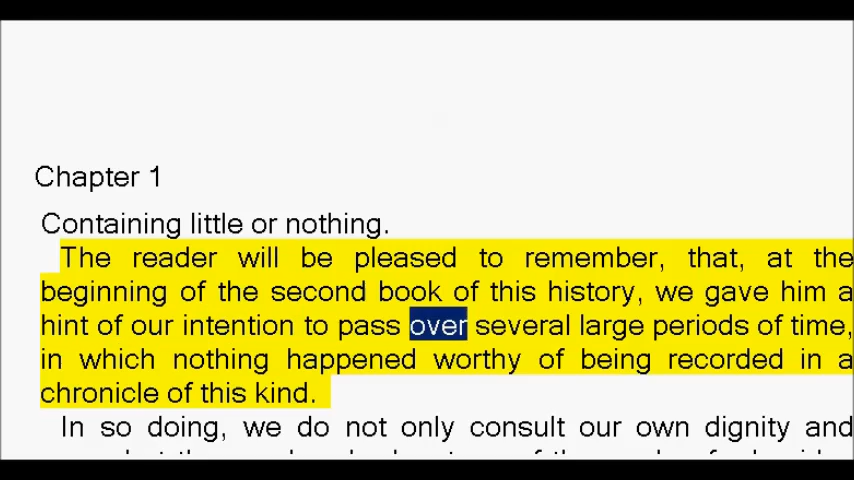 Chapter 1
Containing little or nothing.
The reader will be pleased to remember, that, at the
beginning of the second book of this history, we gave him a
hint of our intention to pass over several large periods of time,
in which nothing happened worthy of being recorded in a
chronicle of this kind.
In so doing, we do not only consult our own dignity and